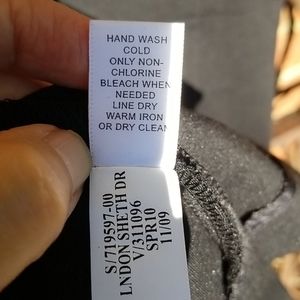 HAND WASH
COLD
ONLY NON-
CHLORINE
BLEACH WHEN
NEEDED
LINE DRY
WARM IRON
OR DRY CLEAN
S/719597-00
LNDON SHETH DR
V/311096
SPR10
11/09